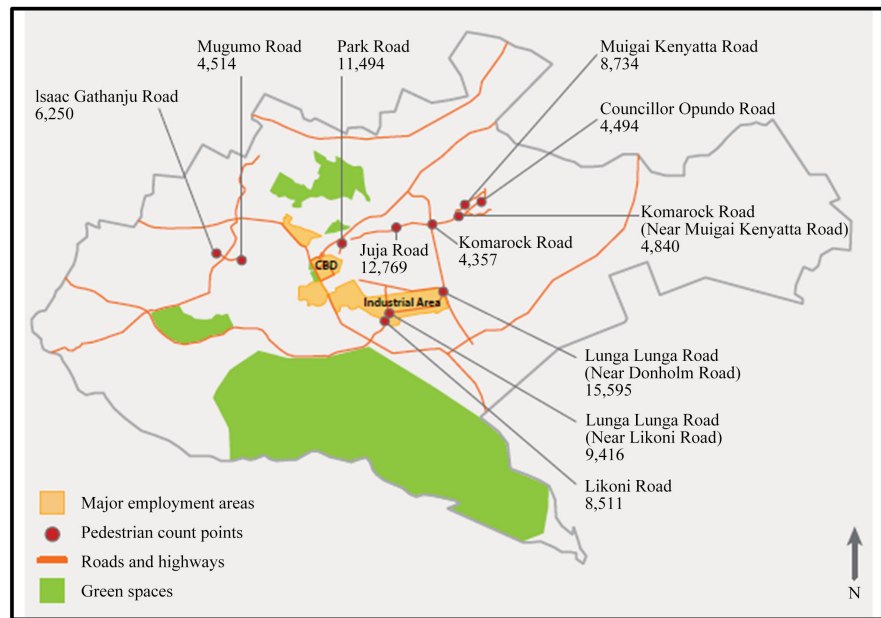 Mugumo Road
4,514
Park Road
11,494
Muigai Kenyatta Road
8,734
lsaac Gathanju Road
6,250
Councillor Opundo Road
4,494
Komarock Road
(Near Muigai Kenyatta Road)
4,840
Juja Road
12,769
Komarock Road
4,357
CBD
Industrial Area
Lunga Lunga Road
(Near Donholm Road)
15,595
Lunga Lunga Road
(Near Likoni Road)
9,416
Likoni Road
8,511
Major employment areas
Pedestrian count points
Roads and highways
Green spaces
N